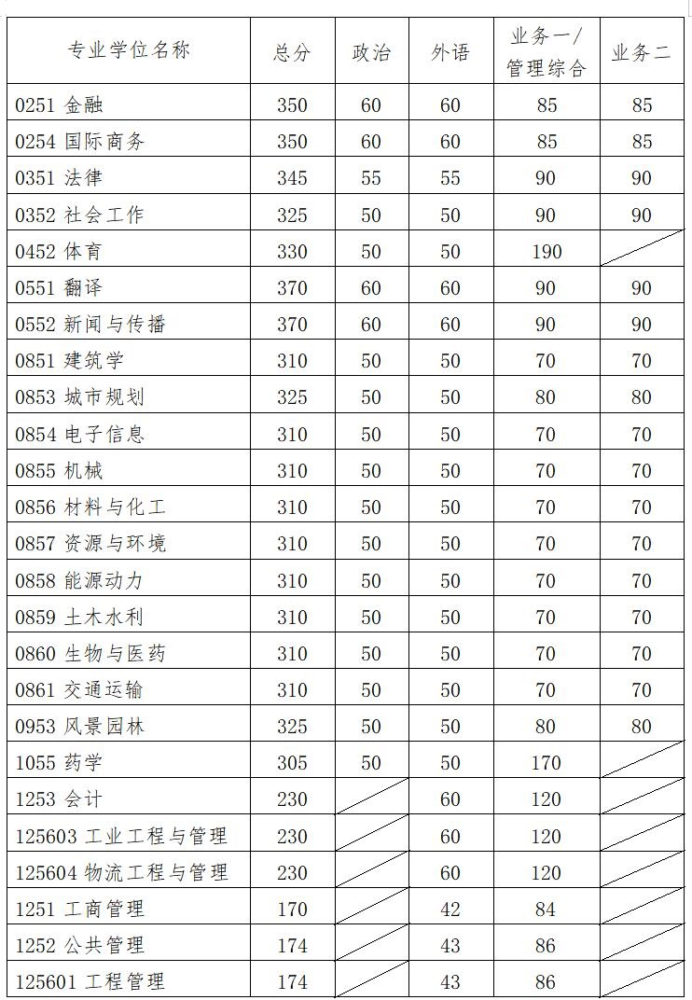 专业学位名称 总分 政治 外语 业务一/管理综合 业务二
0251 金融 350 60 60 85 85
0254 国际商务 350 60 60 85 85
0351 法律 345 55 55 90 90
0352 社会工作 325 50 50 90 90
0452 体育 330 50 50 190
0551 翻译 370 60 60 90 90
0552 新闻与传播 370 60 60 90 90
0851 建筑学 310 50 50 70 70
0853 城市规划 325 50 50 80 80
0854 电子信息 310 50 50 70 70
0855 机械 310 50 50 70 70
0856 材料与化工 310 50 50 70 70
0857 资源与环境 310 50 50 70 70
0858 能源动力 310 50 50 70 70
0859 土木水利 310 50 50 70 70
0860 生物与医药 310 50 50 70 70
0861 交通运输 310 50 50 70 70
0953 风景园林 325 50 50 80 80
1055 药学 305 50 50 170
1253 会计 230 60 120
125603 工业工程与管理 230 60 120
125604 物流工程与管理 230 60 120
1251 工商管理 170 42 84
1252 公共管理 174 43 86
125601 工程管理 174 43 86